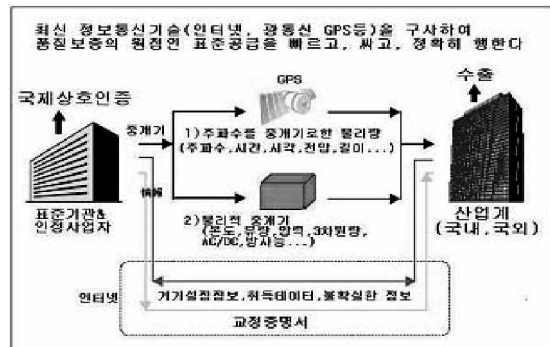 최신 정보통신기술(인터넷, 광통신 GPS등)을 구사하여
품질보증의 원점인 표준공급을 빠르고, 싸고, 정확히 행한다
GPS
수출
국제상호인증
중개기
1)주파수를 중개기로한 물리량
(주파수,시간,시각,전압,길이...)
情報
표준기관&
인정사업자
2)물리적 중개기
(온도,유량,압력,3차원량,
AC/DC,방사능...)
산업계
(국내,국외)
인터넷
기기설정정보,취득데이터,불확실한 정보
교정증명서